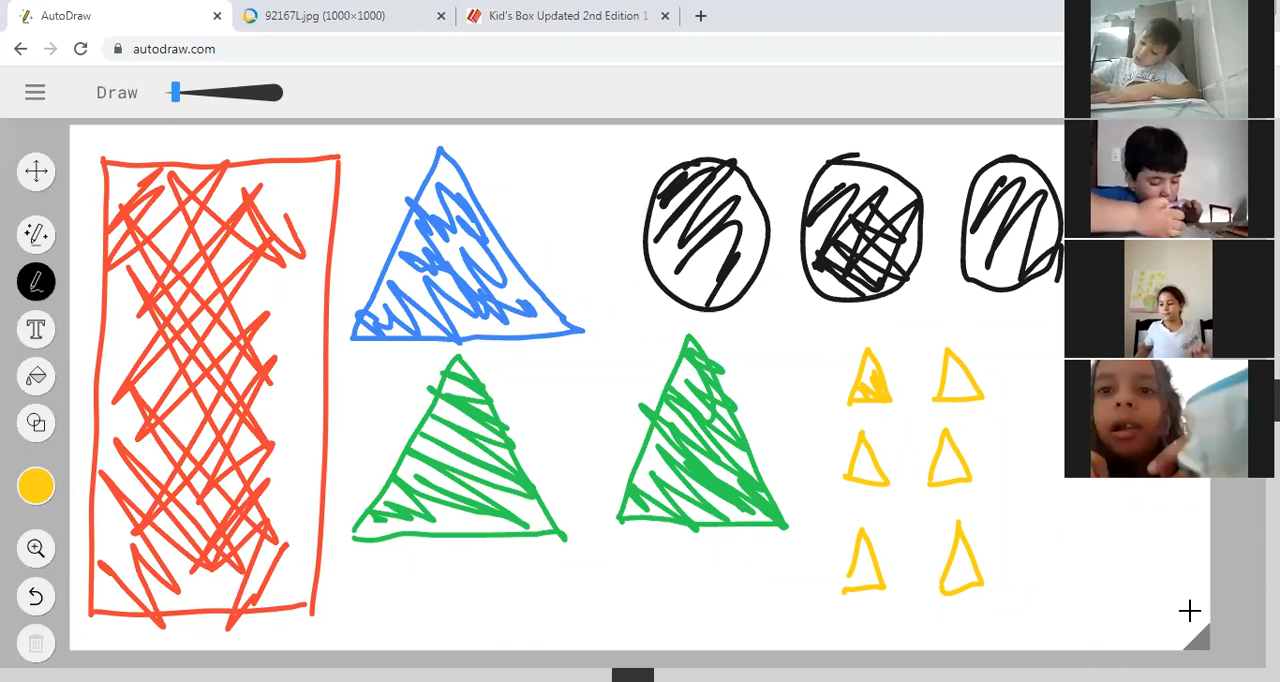 AutoDraw
92167L.jpg (1000×1000)
Kid's Box Updated 2nd Edition 1
autodraw.com
Draw
T